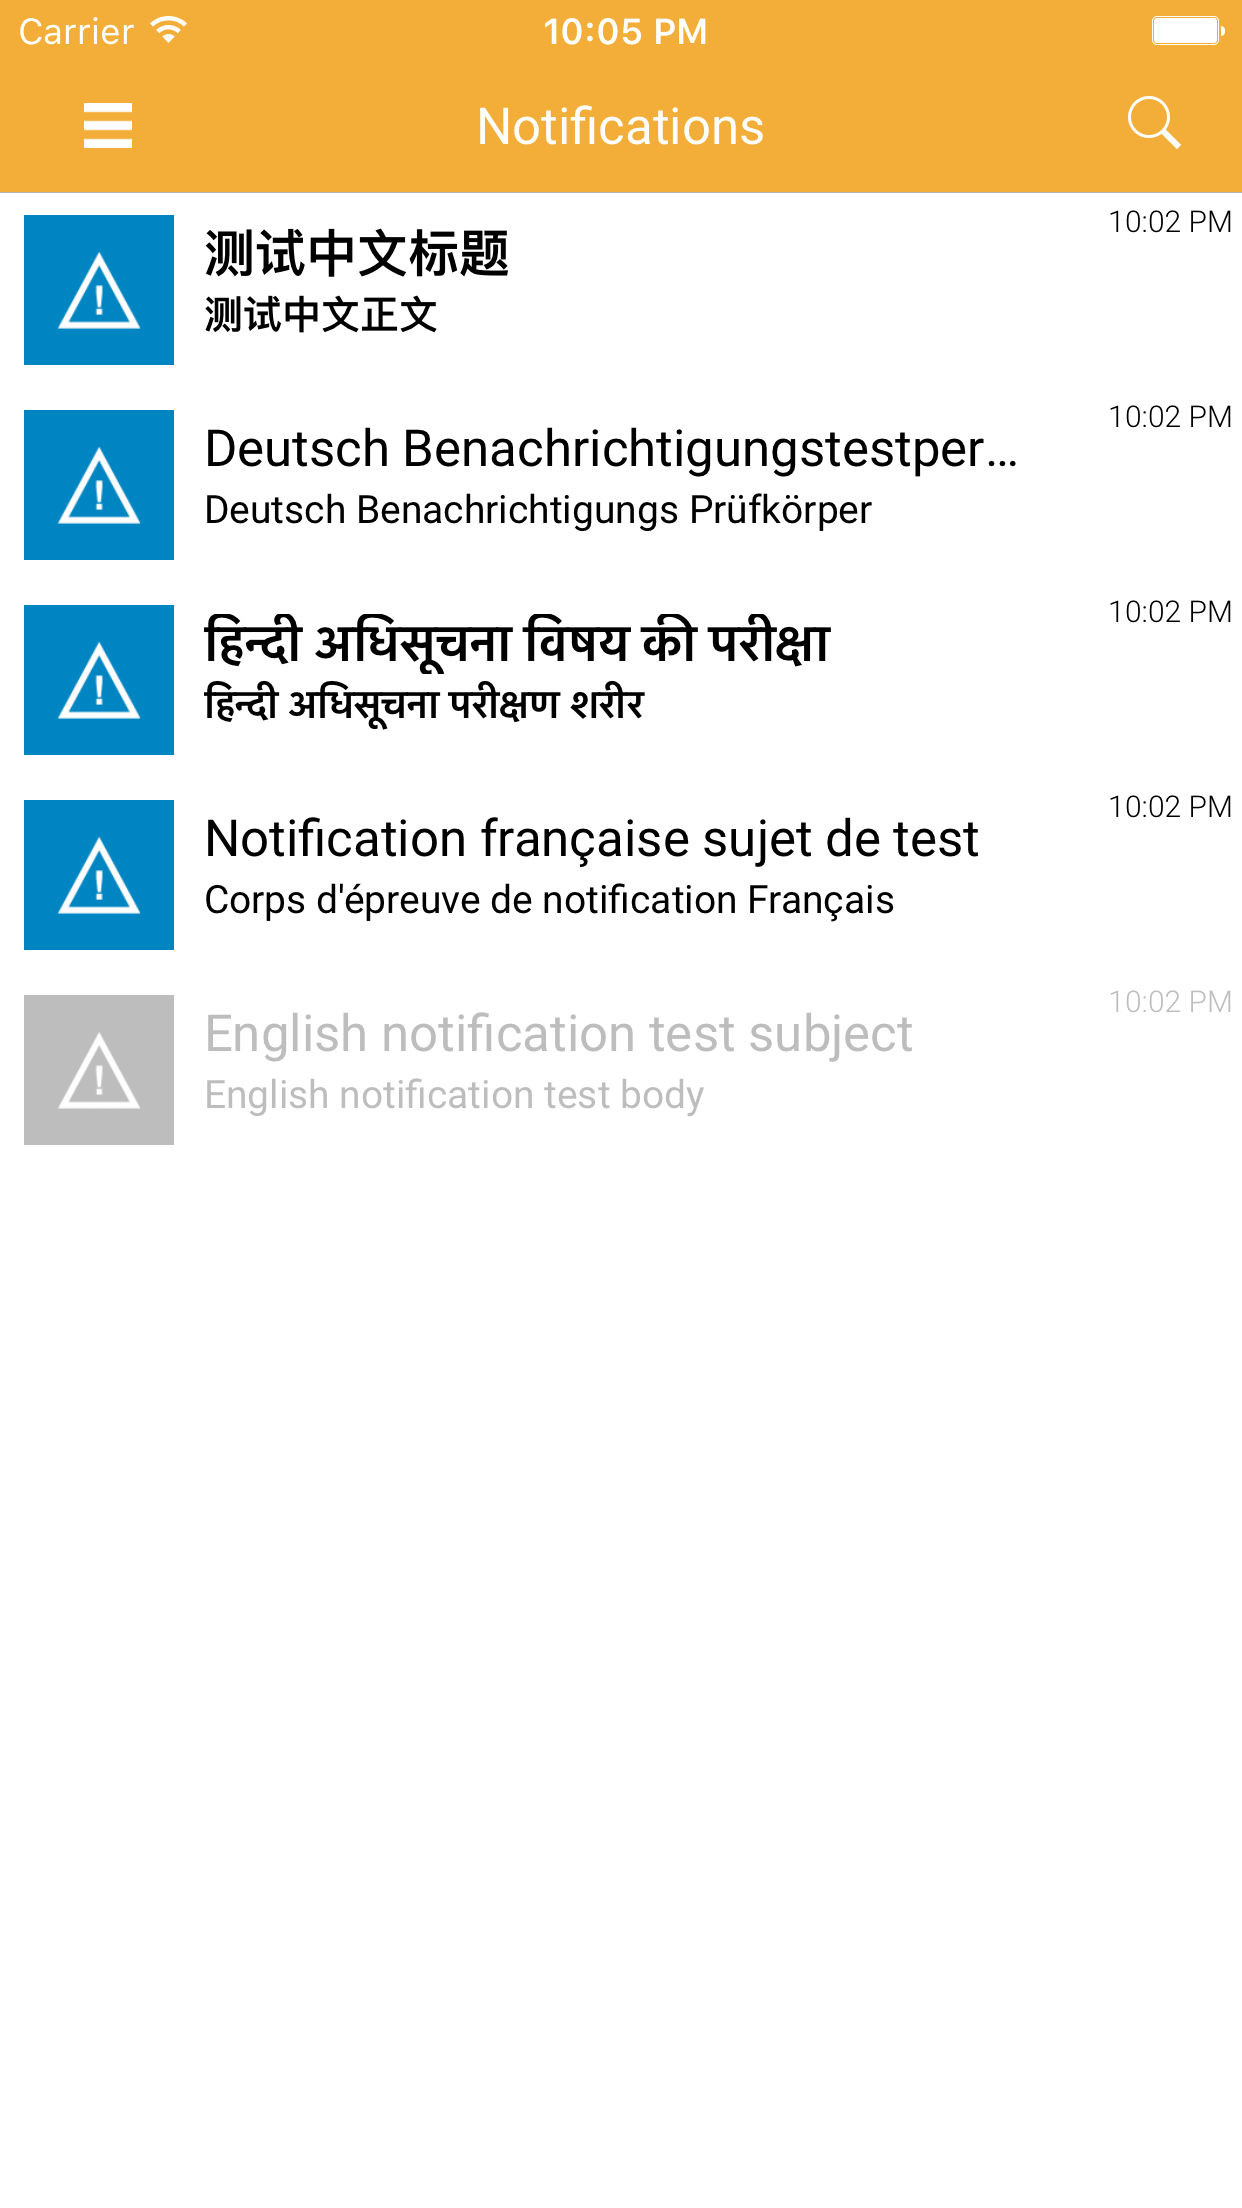 Carrier 10:05 PM
Notifications
10:02 PM
测试中文标题
测试中文正文
10:02 PM
Deutsch Benachrichtigungstestper...
Deutsch Benachrichtigungs Prüfkörper
10:02 PM
हिन्दी अधिसूचना विषय की परीक्षा
हिन्दी अधिसूचना परीक्षण शरीर
10:02 PM
Notification française sujet de test
Corps d'épreuve de notification Français
10:02 PM
English notification test subject
English notification test body